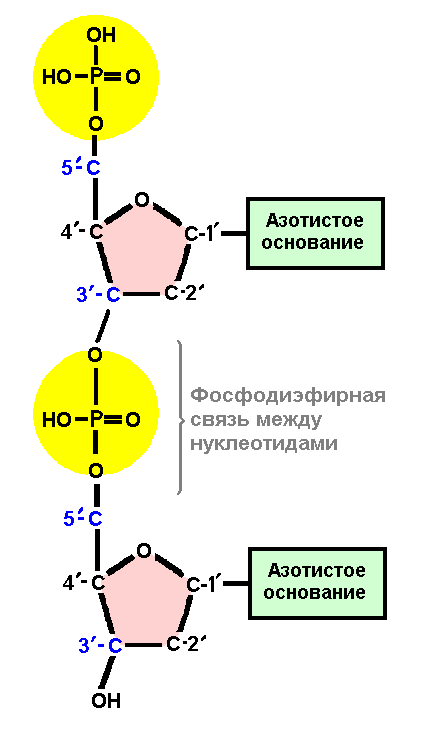 OH
HO-P=O
O
5′-C
O
4′-C
C-1′
Азотистое
основание
3′-C
C-2′
O
HO-P=O
Фосфодиэфирная
связь между
нуклеотидами
O
5′-C
O
4′-C
C-1′
Азотистое
основание
3′-C
C-2′
OH